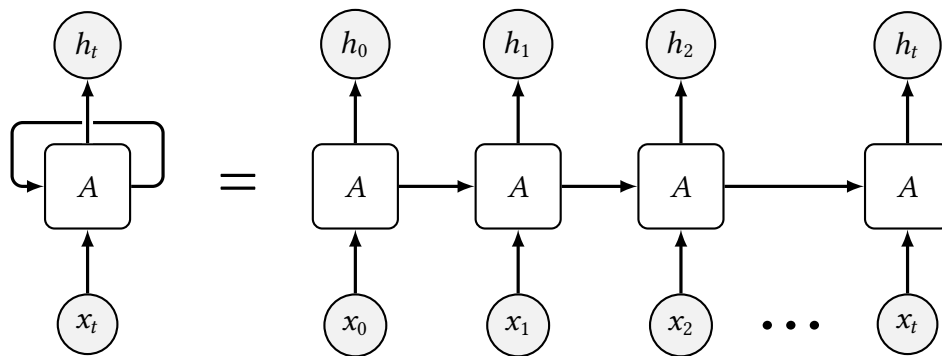 h_t h_0 h_1 h_2 h_t
A = A A A A
x_t x_0 x_1 x_2 ... x_t